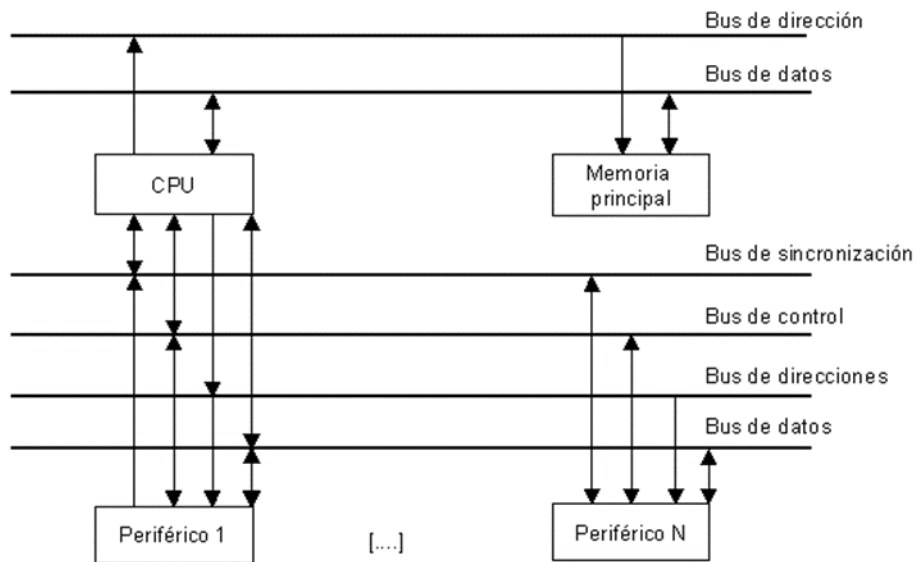 Bus de dirección
Bus de datos
CPU
Memoria
principal
Bus de sincronización
Bus de control
Bus de direcciones
Bus de datos
Periférico 1
[....]
Periférico N